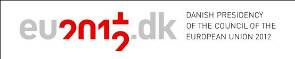 eu2012.dk
DANISH PRESIDENCY
OF THE COUNCIL OF THE
EUROPEAN UNION 2012